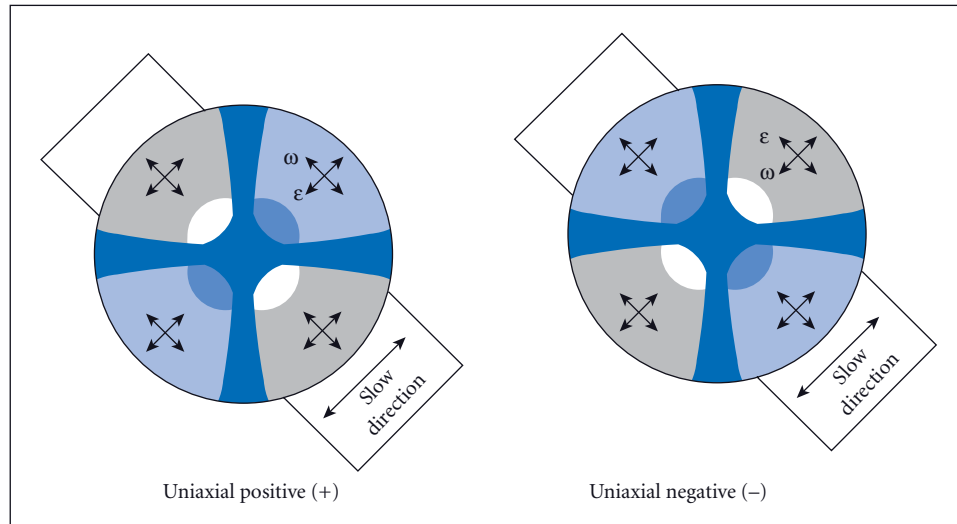 ω
ε
Slow
direction
Uniaxial positive (+)
ε
ω
Slow
direction
Uniaxial negative (–)